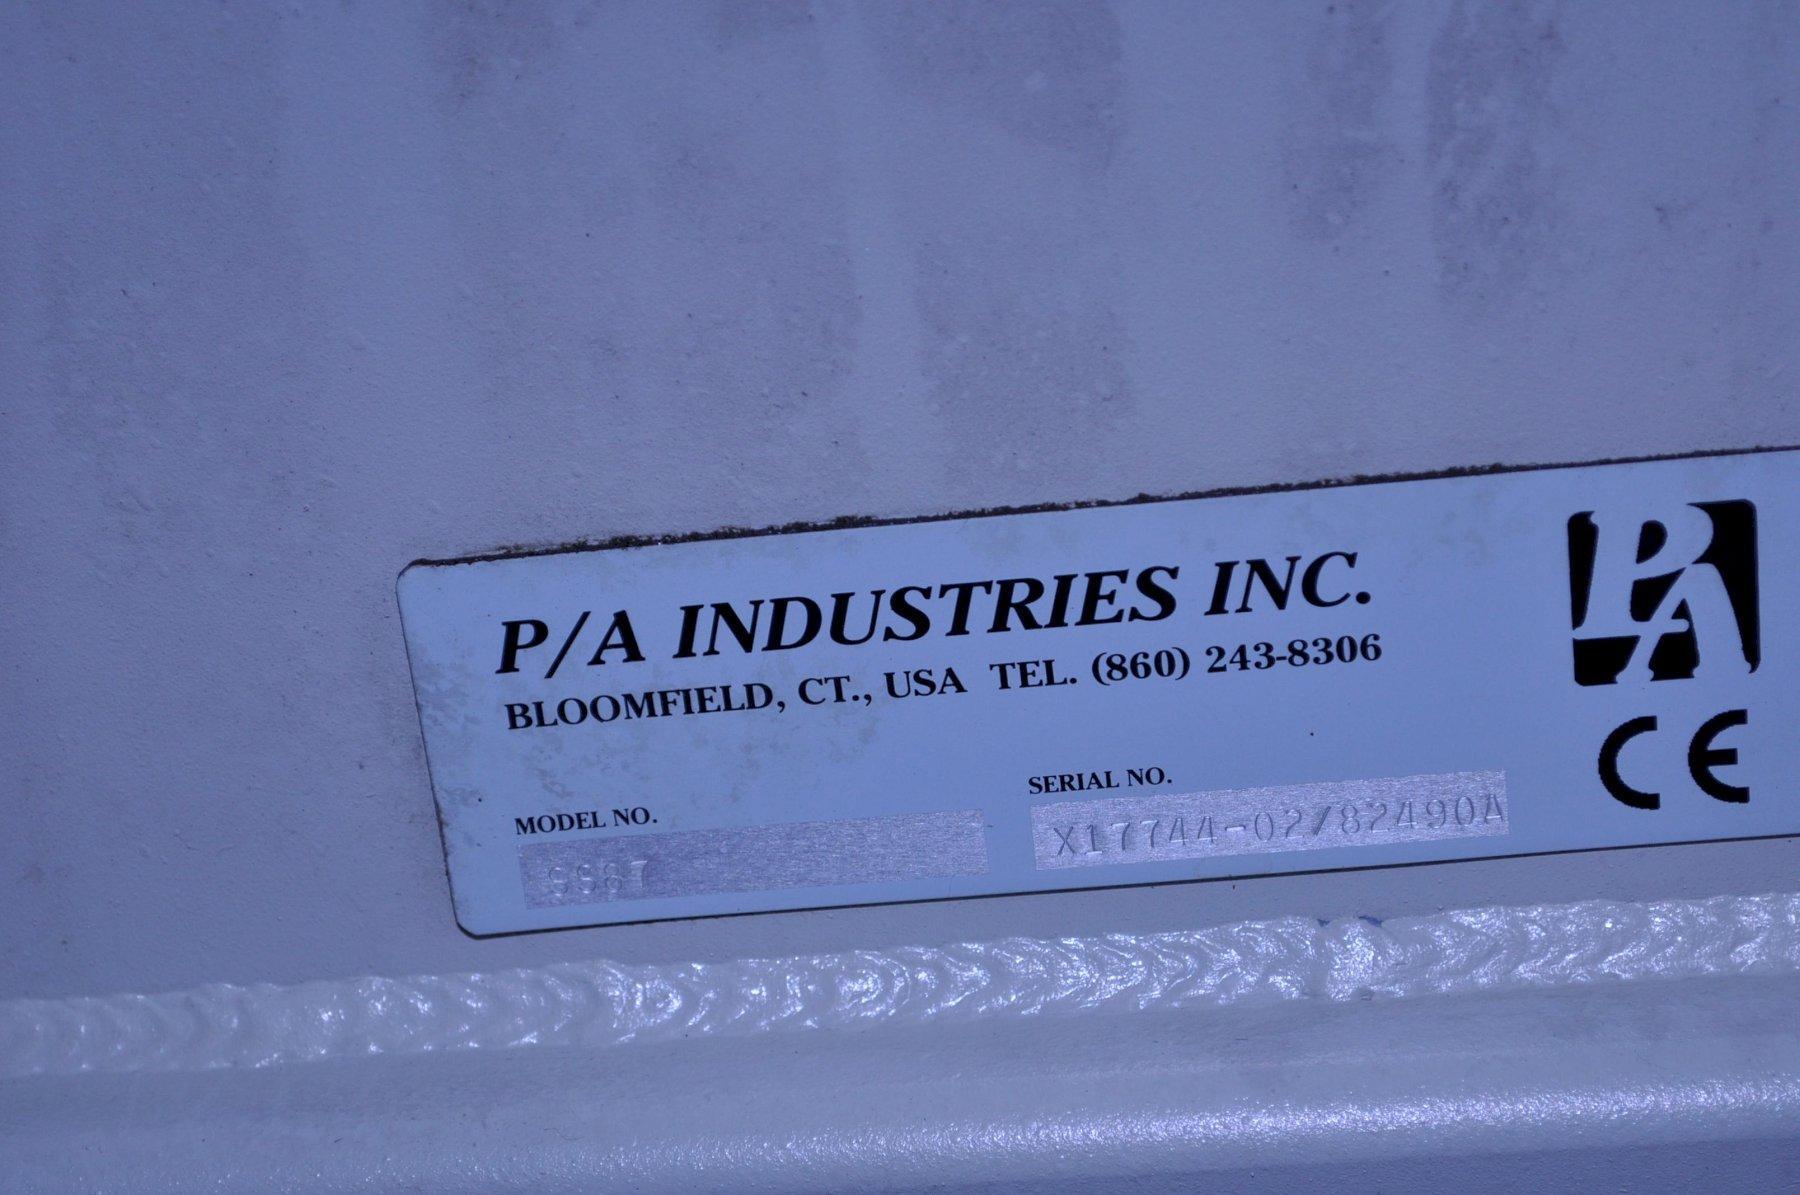 P/A INDUSTRIES INC.
BLOOMFIELD, CT., USA TEL. (860) 243-8306
PA
CE
MODEL NO.
SERIAL NO.
X17744-02/82490A